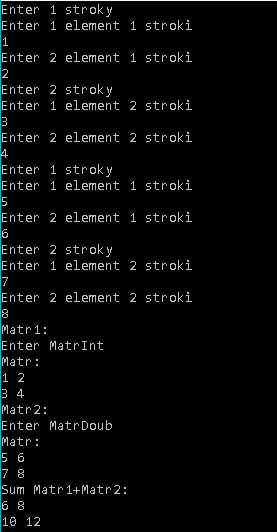 Enter 1 stroky
Enter 1 element 1 stroki
1
Enter 2 element 1 stroki
2
Enter 2 stroky
Enter 1 element 2 stroki
3
Enter 2 element 2 stroki
4
Enter 1 stroky
Enter 1 element 1 stroki
5
Enter 2 element 1 stroki
6
Enter 2 stroky
Enter 1 element 2 stroki
7
Enter 2 element 2 stroki
8
Matr1:
Enter MatrInt
Matr:
1 2
3 4
Matr2:
Enter MatrDoub
Matr:
5 6
7 8
Sum Matr1+Matr2:
6 8
10 12